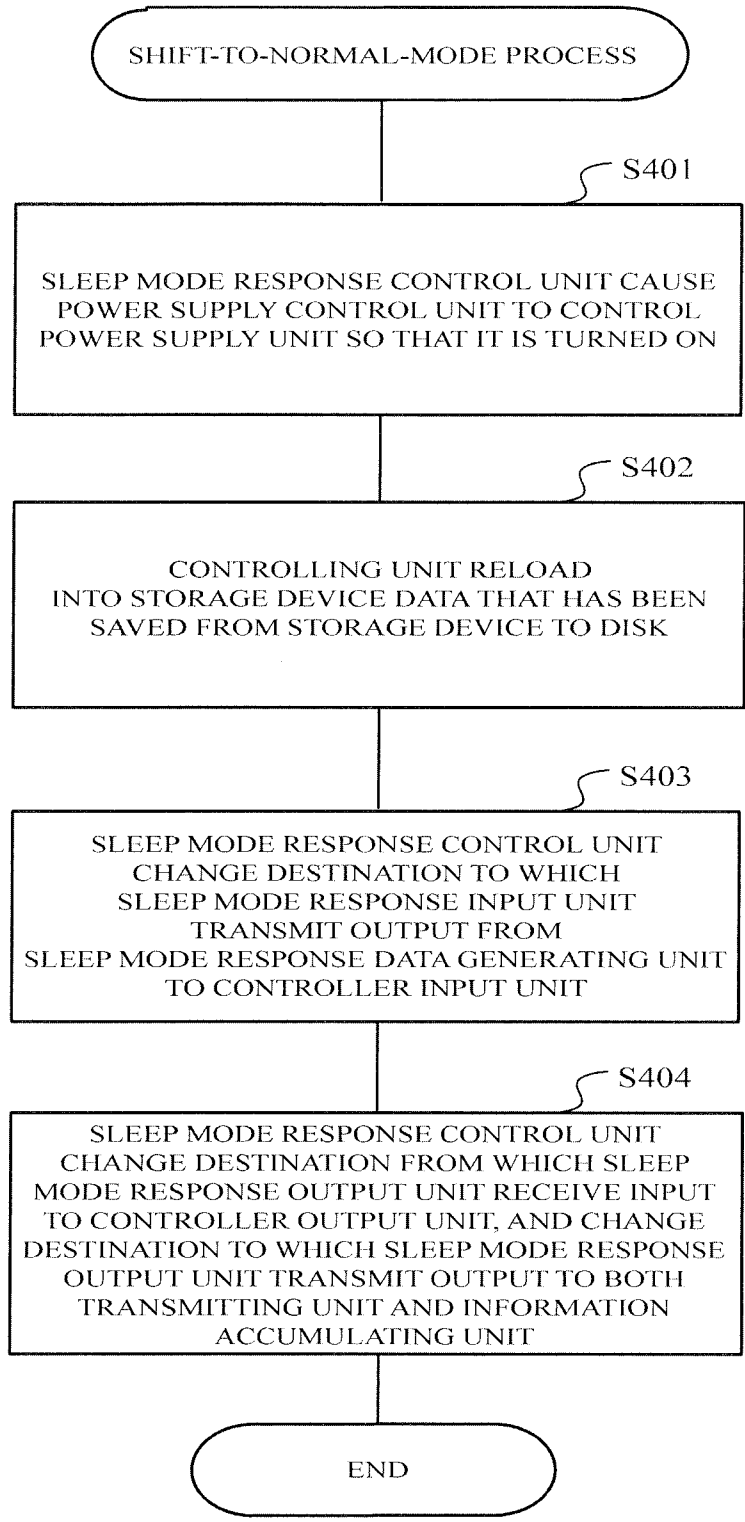 SHIFT-TO-NORMAL-MODE PROCESS
S401
SLEEP MODE RESPONSE CONTROL UNIT CAUSE
POWER SUPPLY CONTROL UNIT TO CONTROL
POWER SUPPLY UNIT SO THAT IT IS TURNED ON
S402
CONTROLLING UNIT RELOAD
INTO STORAGE DEVICE DATA THAT HAS BEEN
SAVED FROM STORAGE DEVICE TO DISK
S403
SLEEP MODE RESPONSE CONTROL UNIT
CHANGE DESTINATION TO WHICH
SLEEP MODE RESPONSE INPUT UNIT
TRANSMIT OUTPUT FROM
SLEEP MODE RESPONSE DATA GENERATING UNIT
TO CONTROLLER INPUT UNIT
S404
SLEEP MODE RESPONSE CONTROL UNIT
CHANGE DESTINATION FROM WHICH SLEEP
MODE RESPONSE OUTPUT UNIT RECEIVE INPUT
TO CONTROLLER OUTPUT UNIT, AND CHANGE
DESTINATION TO WHICH SLEEP MODE RESPONSE
OUTPUT UNIT TRANSMIT OUTPUT TO BOTH
TRANSMITTING UNIT AND INFORMATION
ACCUMULATING UNIT
END